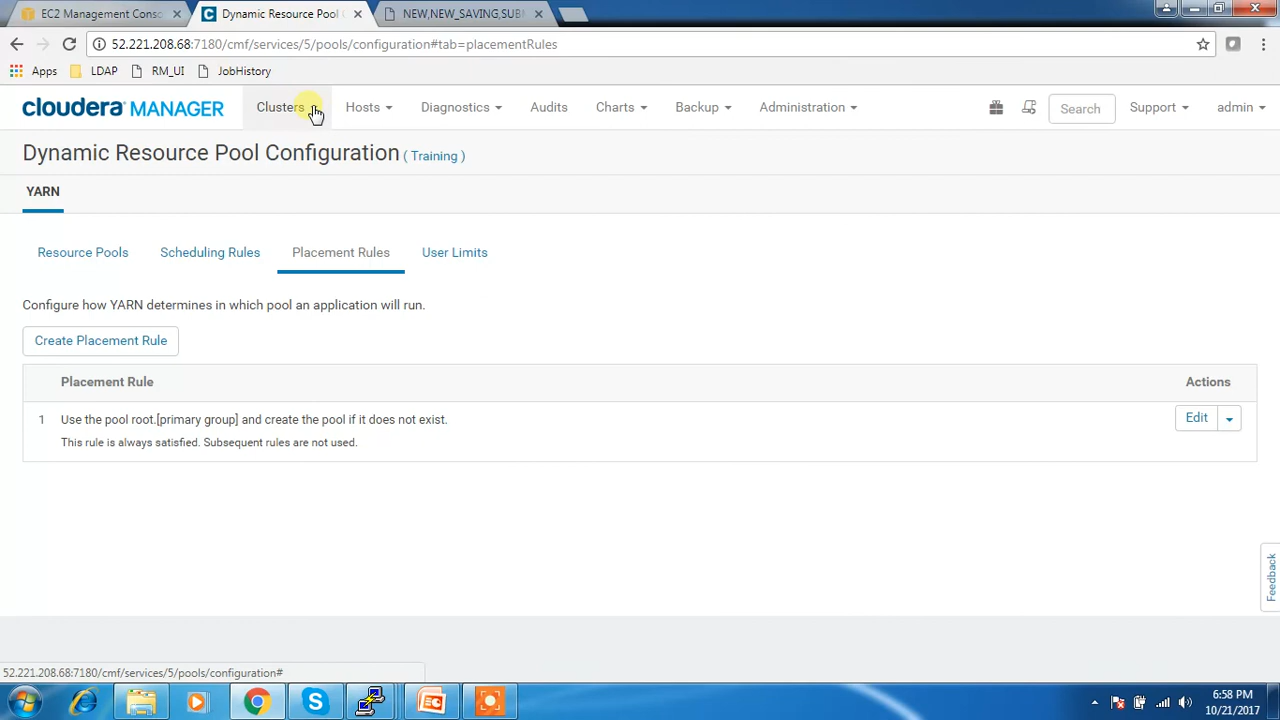 EC2 Management Consc
Dynamic Resource Pool C
NEW,NEW_SAVING,SUBM
52.221.208.68:7180/cmf/services/5/pools/configuration#tab=placementRules
Apps LDAP RM_UI JobHistory
cloudera MANAGER Clusters Hosts Diagnostics Audits Charts Backup Administration Search Support admin
Dynamic Resource Pool Configuration ( Training )
YARN
Resource Pools Scheduling Rules Placement Rules User Limits
Configure how YARN determines in which pool an application will run.
Create Placement Rule
Placement Rule Actions
1 Use the pool root.[primary group] and create the pool if it does not exist. Edit
This rule is always satisfied. Subsequent rules are not used.
Feedback
52.221.208.68:7180/cmf/services/5/pools/configuration#
6:58 PM
10/21/2017